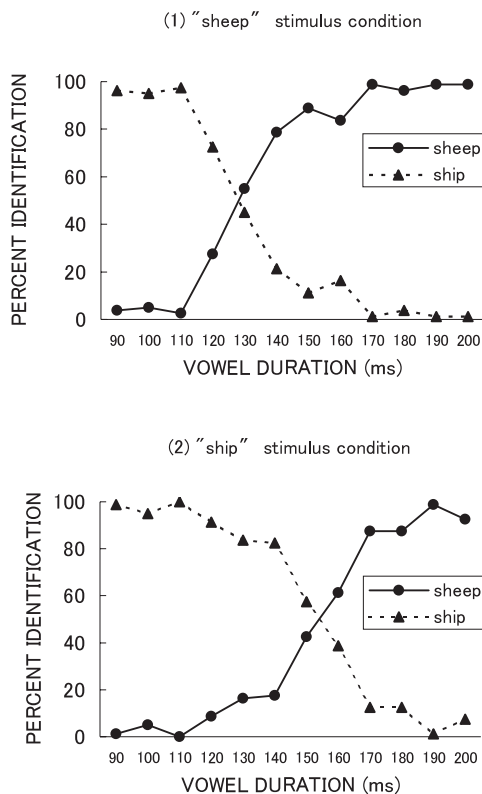 (1) "sheep" stimulus condition
PERCENT IDENTIFICATION
100
80
60
40
20
0
sheep
ship
90 100 110 120 130 140 150 160 170 180 190 200
VOWEL DURATION (ms)
(2) "ship" stimulus condition
PERCENT IDENTIFICATION
100
80
60
40
20
0
sheep
ship
90 100 110 120 130 140 150 160 170 180 190 200
VOWEL DURATION (ms)